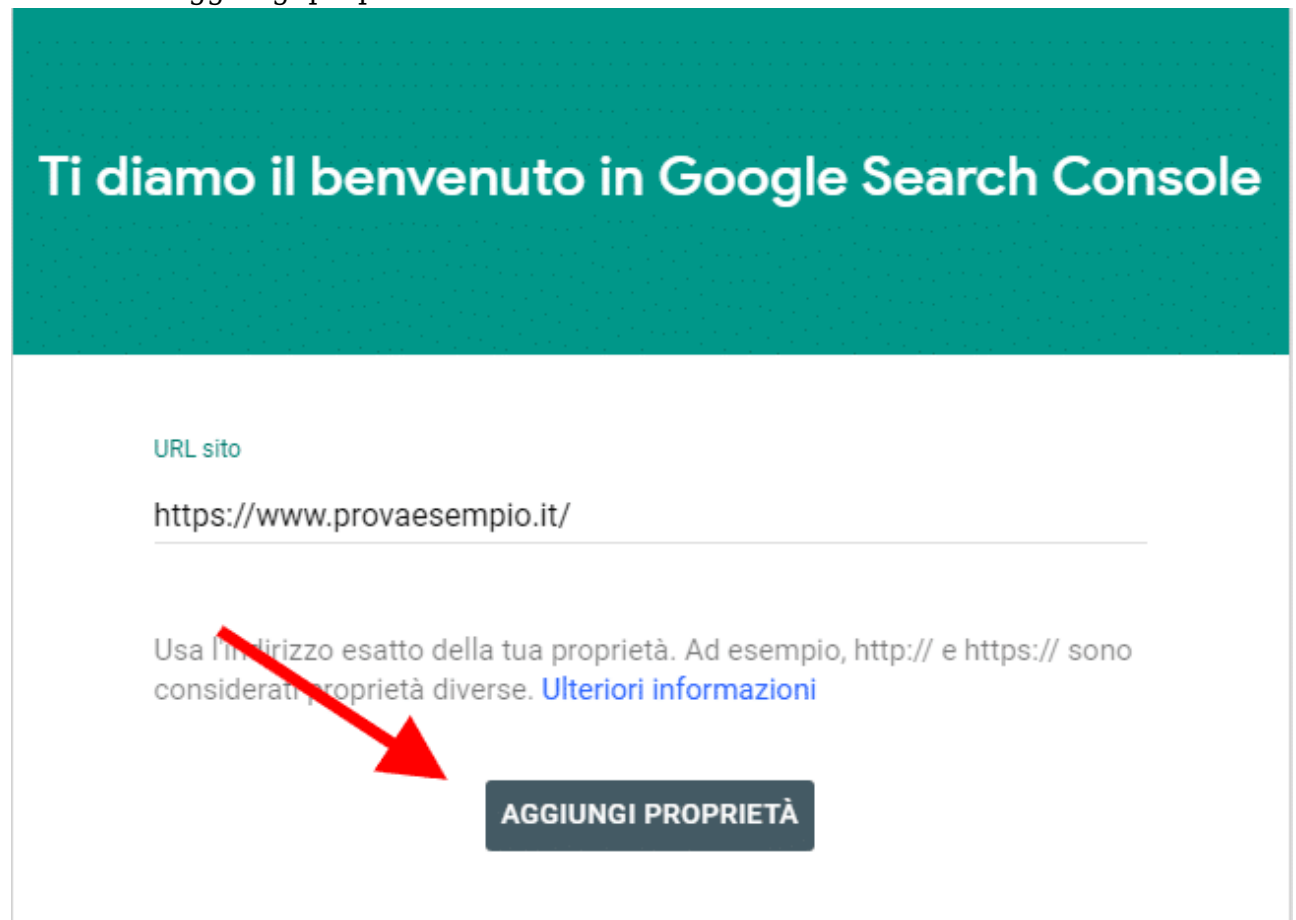 Ti diamo il benvenuto in Google Search Console
URL sito
https://www.provaesempio.it/
Usa l'indirizzo esatto della tua proprietà. Ad esempio, http:// e https:// sono
considerati proprietà diverse. Ulteriori informazioni
AGGIUNGI PROPRIETÀ